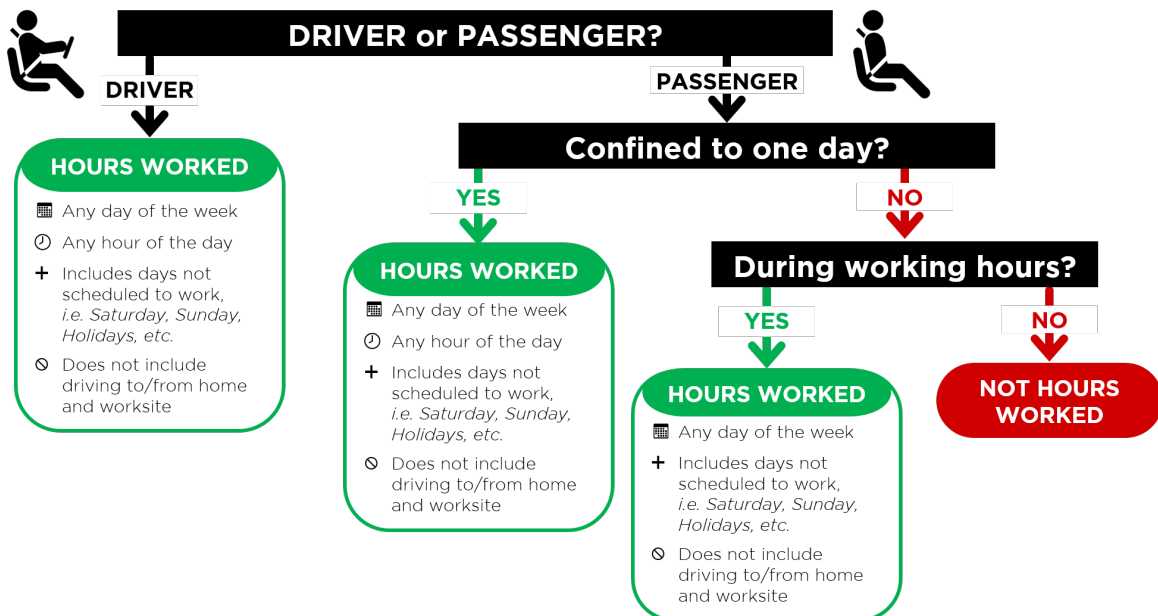 DRIVER or PASSENGER?
DRIVER
PASSENGER
HOURS WORKED
Any day of the week
Any hour of the day
Includes days not
scheduled to work,
i.e. Saturday, Sunday,
Holidays, etc.
Does not include
driving to/from home
and worksite
Confined to one day?
YES
NO
HOURS WORKED
Any day of the week
Any hour of the day
Includes days not
scheduled to work,
i.e. Saturday, Sunday,
Holidays, etc.
Does not include
driving to/from home
and worksite
During working hours?
YES
NO
HOURS WORKED
Any day of the week
Includes days not
scheduled to work,
i.e. Saturday, Sunday,
Holidays, etc.
Does not include
driving to/from home
and worksite
NOT HOURS
WORKED